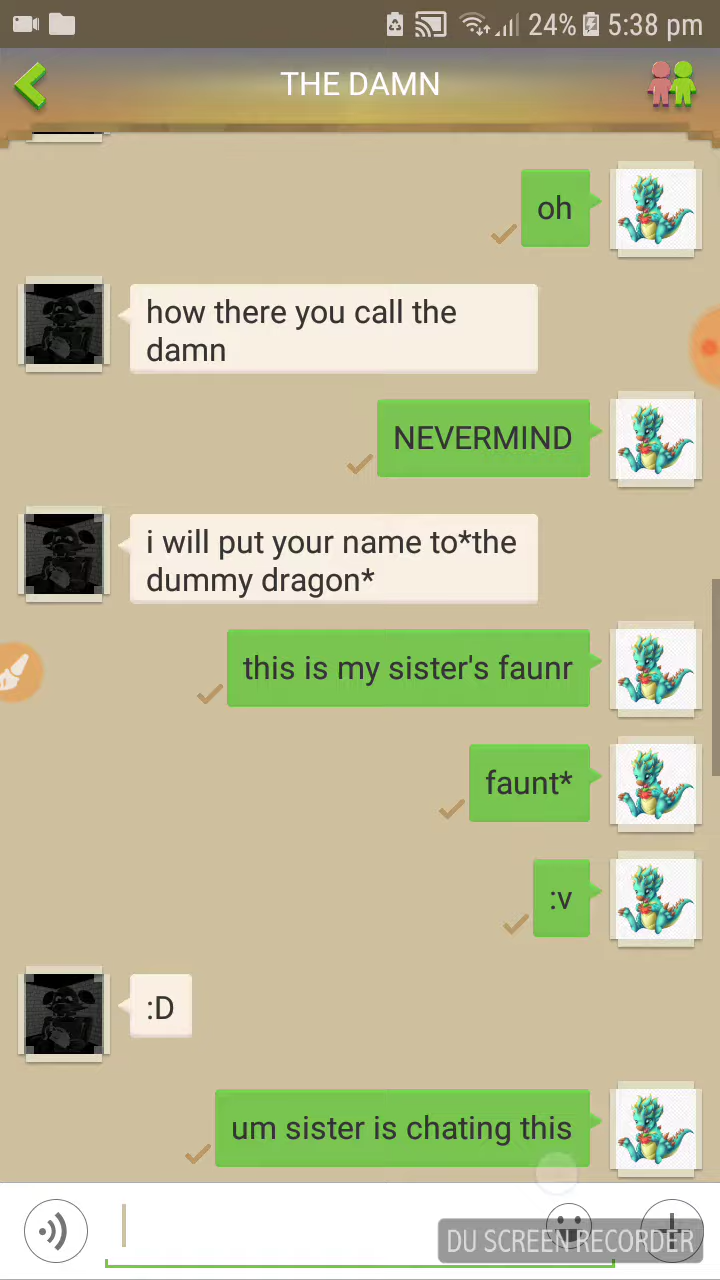 24% 5:38 pm
THE DAMN
oh
how there you call the
damn
NEVERMIND
i will put your name to*the
dummy dragon*
this is my sister's faunr
faunt*
:v
:D
um sister is chating this
DU SCREEN RECORDER